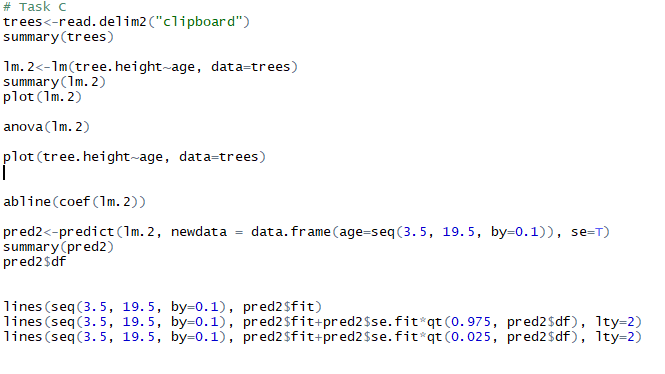 # Task C
trees<-read.delim2("clipboard")
summary(trees)
lm.2<-lm(tree.height~age, data=trees)
summary(lm.2)
plot(lm.2)
anova(lm.2)
plot(tree.height~age, data=trees)
abline(coef(lm.2))
pred2<-predict(lm.2, newdata = data.frame(age=seq(3.5, 19.5, by=0.1)), se=T)
summary(pred2)
pred2$df
lines(seq(3.5, 19.5, by=0.1), pred2$fit)
lines(seq(3.5, 19.5, by=0.1), pred2$fit+pred2$se.fit*qt(0.975, pred2$df), lty=2)
lines(seq(3.5, 19.5, by=0.1), pred2$fit+pred2$se.fit*qt(0.025, pred2$df), lty=2)